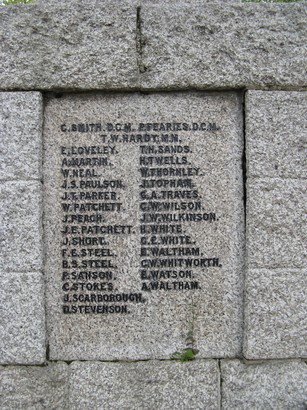 C. SMITH. D.C.M. P. FEARIES. D.C.M.
T.W. HARDY. M.M.
E. LOVELEY. T.H. SANDS.
A. MARTIN. H. TWELLS.
W. NEAL. W. THORNLEY.
J.S. PAULSON. J. TOPHAM.
J.T. PARKER. G.A. TRAVES.
W. PATCHETT. C.W. WILSON.
J. PEACH. J.W. WILKINSON.
J.E. PATCHETT. H. WHITE.
J. SHORT. G.E. WHITE.
F.E. STEEL. E. WALTHAM.
B.S. STEEL. C.W. WHITWORTH.
F. SANSON. E. WATSON.
C. STOKES. A. WALTHAM.
J. SCARBOROUGH.
D. STEVENSON.